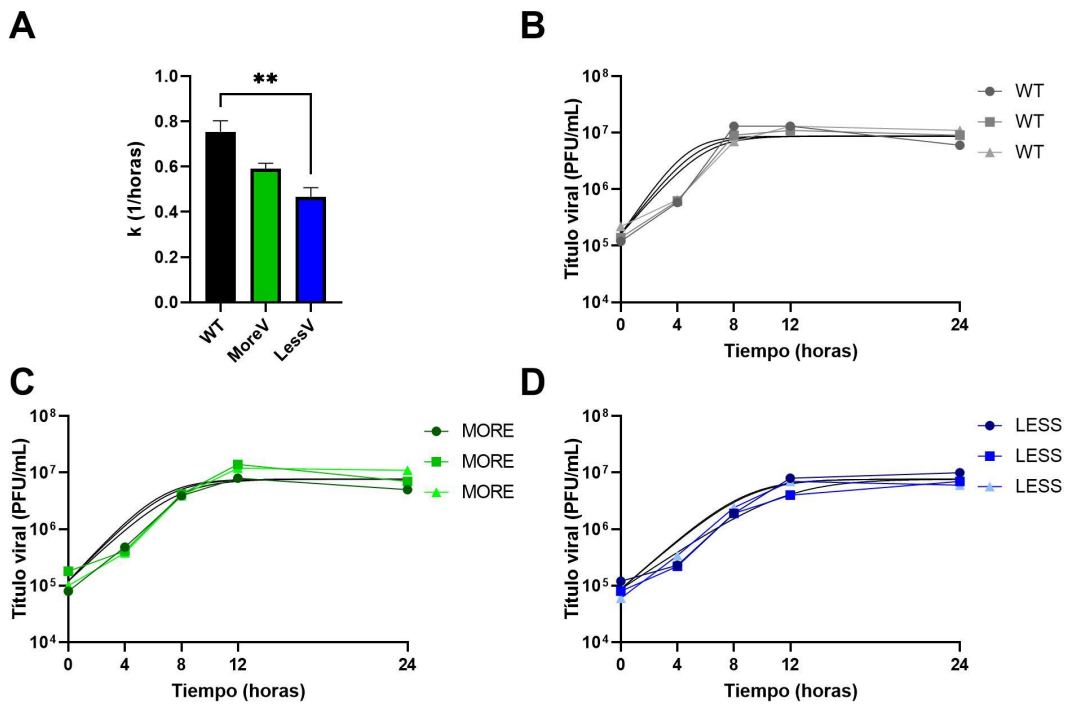 A
k (1/horas)
1.0
0.8
0.6
0.4
0.2
0.0
**
WT
MoreV
LessV
B
Título viral (PFU/mL)
10⁸
10⁷
10⁶
10⁵
10⁴
0 4 8 12 24
Tiempo (horas)
WT
WT
WT
C
Título viral (PFU/mL)
10⁸
10⁷
10⁶
10⁵
10⁴
0 4 8 12 24
Tiempo (horas)
MORE
MORE
MORE
D
Título viral (PFU/mL)
10⁸
10⁷
10⁶
10⁵
10⁴
0 4 8 12 24
Tiempo (horas)
LESS
LESS
LESS